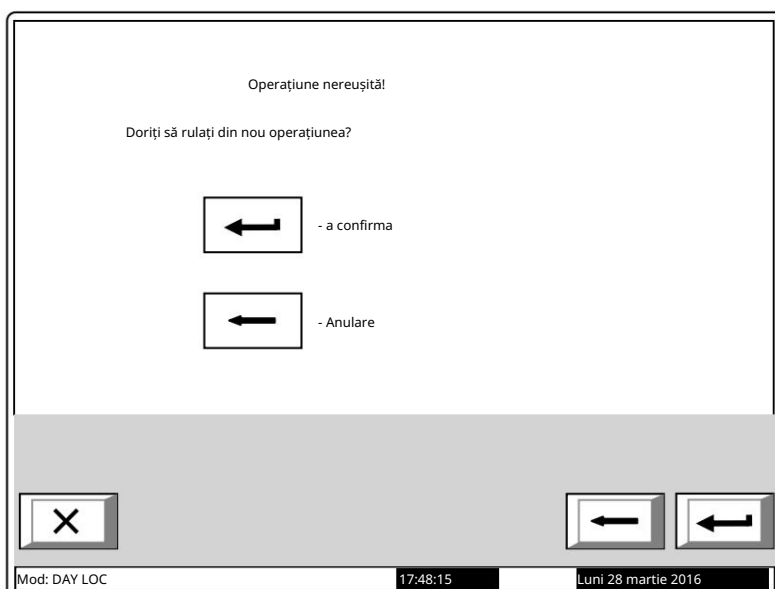 Operațiune nereușită!
Doriți să rulați din nou operațiunea?
- a confirma
- Anulare
Mod: DAY LOC 17:48:15 Luni 28 martie 2016